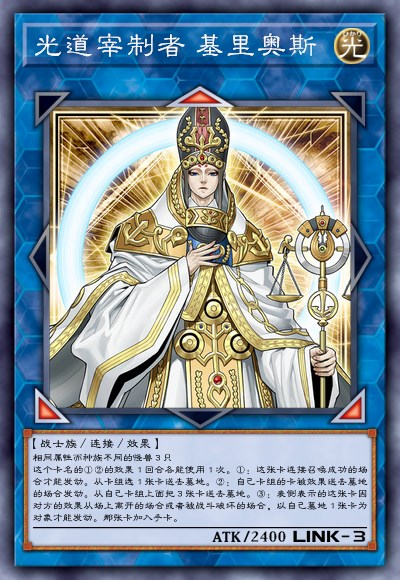 光道宰制者 基里奥斯
ひかり
光
【战士族/连接/效果】
相同属性而种族不同的怪兽3只
这个卡名的①②的效果1回合各能使用1次。①：这张卡连接召唤成功的场
合才能发动。从卡组选1张卡送去墓地。②：自己卡组的卡被效果送去墓地
的场合发动。从自己卡组上面把3张卡送去墓地。③：表侧表示的这张卡因
对方的效果从场上离开的场合或者被战斗破坏的场合，以自己墓地1张卡为
对象才能发动。那张卡加入手卡。
ATK/2400 LINK-3